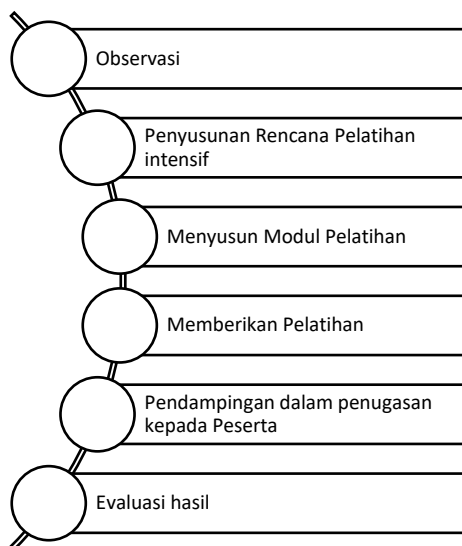 Observasi
Penyusunan Rencana Pelatihan
intensif
Menyusun Modul Pelatihan
Memberikan Pelatihan
Pendampingan dalam penugasan
kepada Peserta
Evaluasi hasil